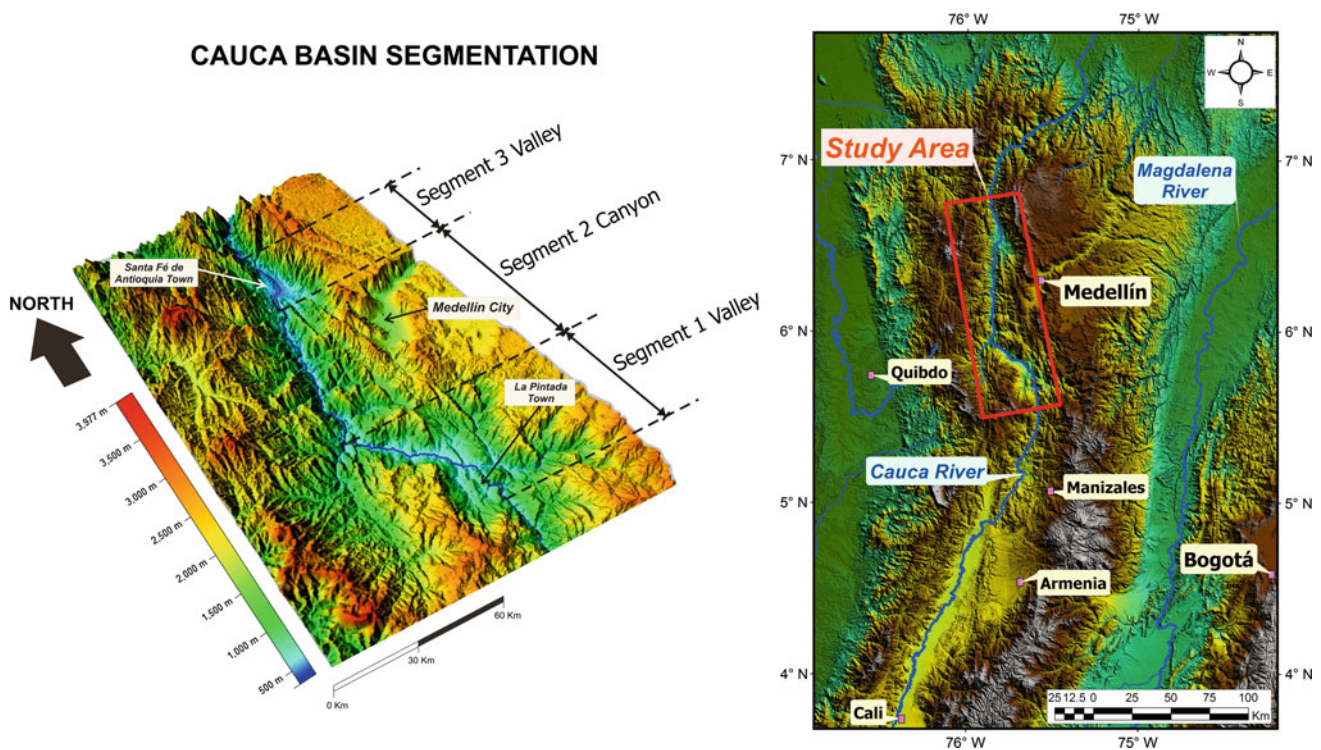 CAUCA BASIN SEGMENTATION
Segment 3 Valley
Segment 2 Canyon
Segment 1 Valley
Santa Fé de
Antioquia Town
Medellín City
La Pintada
Town
NORTH
3,977 m
3,500 m
3,000 m
2,500 m
2,000 m
1,500 m
1,000 m
500 m
0 Km
30 Km
60 Km
76° W
75° W
N
W
E
S
7° N
7° N
Study Area
Magdalena
River
Medellín
6° N
6° N
Quibdo
Cauca River
Manizales
5° N
5° N
Bogotá
Armenia
4° N
4° N
25 12.5 0 25 50 75 100
Km
Cali
76° W
75° W